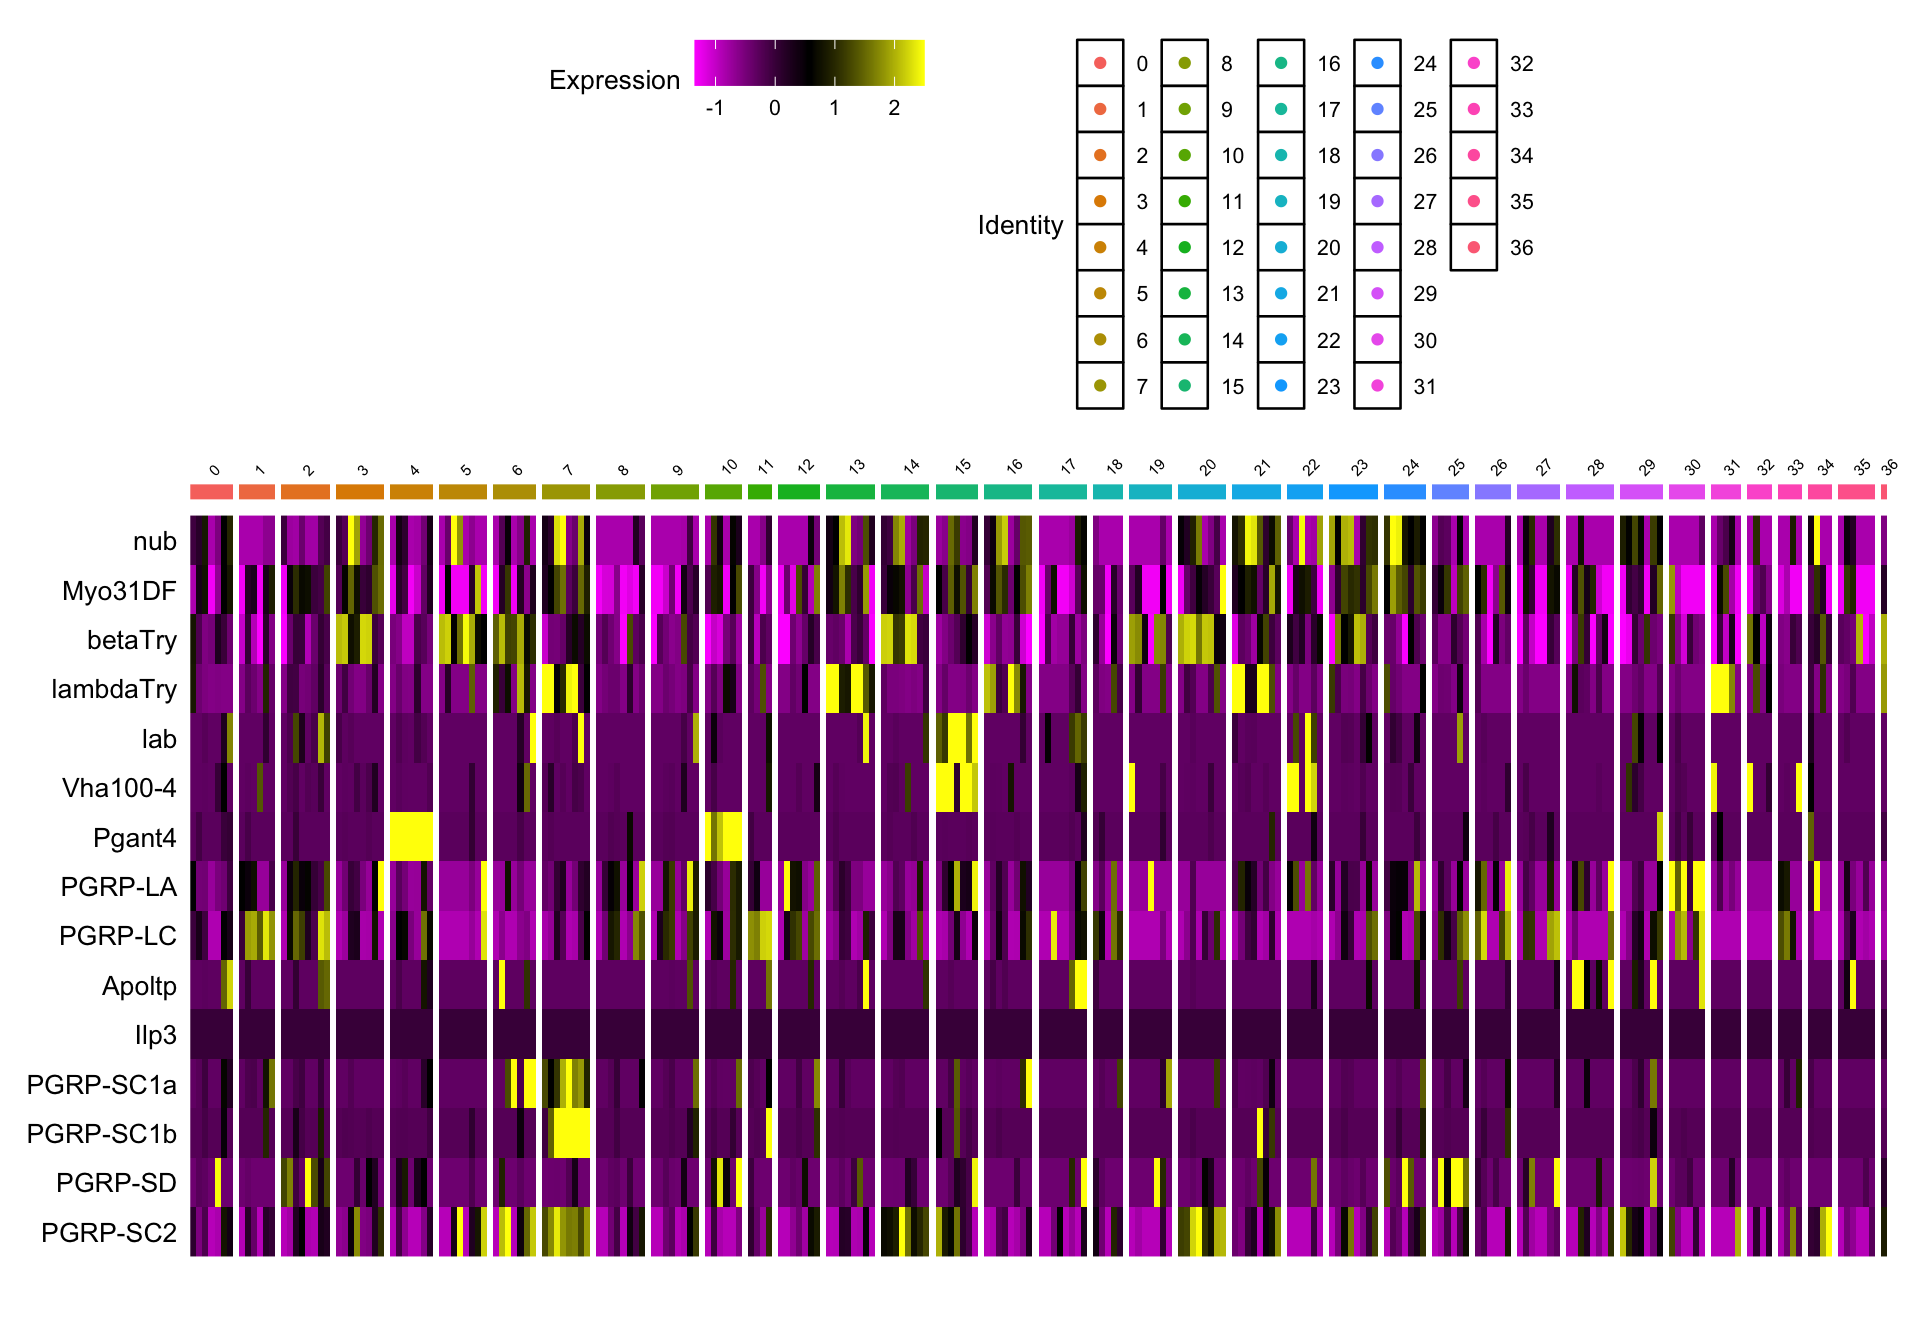 Expression
-1 0 1 2
Identity
0 8 16 24 32
1 9 17 25 33
2 10 18 26 34
3 11 19 27 35
4 12 20 28 36
5 13 21 29
6 14 22 30
7 15 23 31
0 1 2 3 4 5 6 7 8 9 10 11 12 13 14 15 16 17 18 19 20 21 22 23 24 25 26 27 28 29 30 31 32 33 34 35 36
nub
Myo31DF
betaTry
lambdaTry
lab
Vha100-4
Pgant4
PGRP-LA
PGRP-LC
Apoltp
Ilp3
PGRP-SC1a
PGRP-SC1b
PGRP-SD
PGRP-SC2